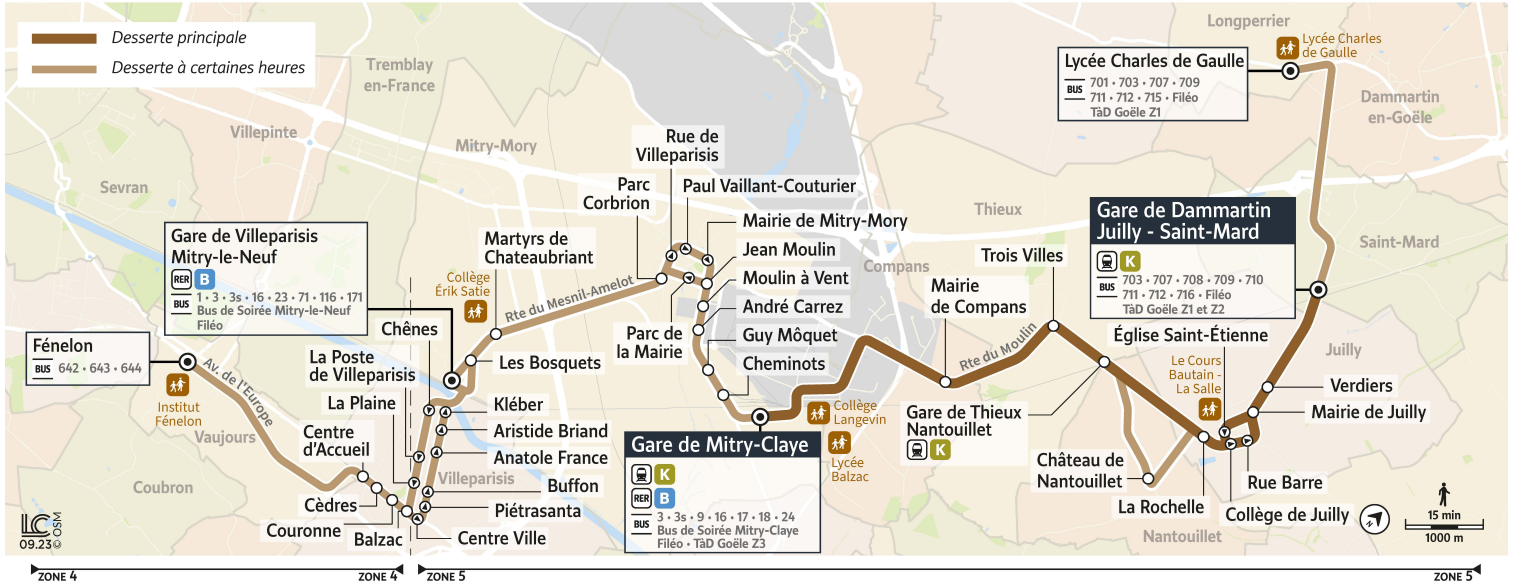 Desserte principale
Desserte à certaines heures
Tremblay
en-France
Villepinte
Mitry-Mory
Sevran
Longperrier
Lycée Charles
de Gaulle
Lycée Charles de Gaulle
BUS
701 • 703 • 707 • 709
711 • 712 • 715 • Filéo
TàD Goële Z1
Dammartin
en-Goële
Rue de
Villeparisis
Parc
Corbrion
Paul Vaillant-Couturier
Mairie de Mitry-Mory
Jean Moulin
Moulin à Vent
André Carrez
Guy Môquet
Cheminots
Parc de
la Mairie
Thieux
Compans
Saint-Mard
Gare de Dammartin
Juilly - Saint-Mard
K
703 • 707 • 708 • 709 • 710
BUS
711 • 712 • 716 • Filéo
TàD Goële Z1 et Z2
Gare de Villeparisis
Mitry-le-Neuf
RER B
BUS
1 • 3 • 3s • 16 • 23 • 71 • 116 • 171
Bus de Soirée Mitry-le-Neuf
Filéo
Martyrs de
Chateaubriant
Collège
Érik Satie
Rte du Mesnil-Amelot
Trois Villes
Mairie
de Compans
Rte du Moulin
Église Saint-Étienne
Le Cours
Bautain -
La Salle
Juilly
Verdiers
Mairie de Juilly
Fénelon
BUS
642 • 643 • 644
Institut
Fénelon
Av. de l'Europe
Vaujours
Coubron
Chênes
La Poste
de Villeparisis
La Plaine
Les Bosquets
Kléber
Aristide Briand
Anatole France
Villeparisis
Buffon
Piétrasanta
Centre Ville
Centre
d'Accueil
Cèdres
Couronne
Balzac
Gare de Mitry-Claye
K
RER B
BUS
3 • 3s • 9 • 16 • 17 • 18 • 24
Bus de Soirée Mitry-Claye
Filéo • TàD Goële Z3
Collège
Langevin
Lycée
Balzac
Gare de Thieux
Nantouillet
K
Château de
Nantouillet
La Rochelle
Rue Barre
Collège de Juilly
Nantouillet
15 min
1000 m
LC
09.23 © OSM
ZONE 4
ZONE 4
ZONE 5
ZONE 5